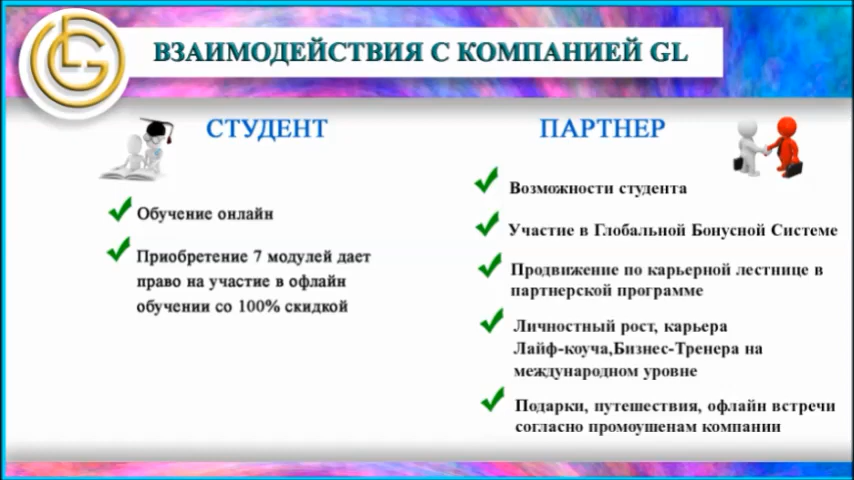 ВЗАИМОДЕЙСТВИЯ С КОМПАНИЕЙ GL
СТУДЕНТ
Обучение онлайн
Приобретение 7 модулей дает
право на участие в офлайн
обучении со 100% скидкой
ПАРТНЕР
Возможности студента
Участие в Глобальной Бонусной Системе
Продвижение по карьерной лестнице в
партнерской программе
Личностный рост, карьера
Лайф-коуча,Бизнес-Тренера на
международном уровне
Подарки, путешествия, офлайн встречи
согласно промоушенам компании